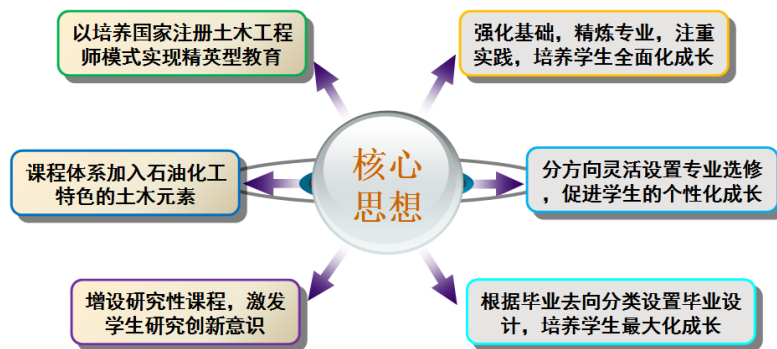 以培养国家注册土木工程
师模式实现精英型教育
强化基础，精炼专业，注重
实践，培养学生全面化成长
课程体系加入石油化工
特色的土木元素
核心
思想
分方向灵活设置专业选修
，促进学生的个性化成长
增设研究性课程，激发
学生研究创新意识
根据毕业去向分类设置毕业设
计，培养学生最大化成长